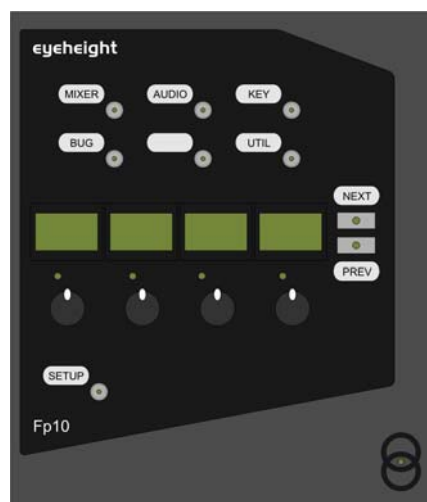 eyeheight
MIXER AUDIO KEY
BUG UTIL
NEXT
PREV
SETUP
Fp10